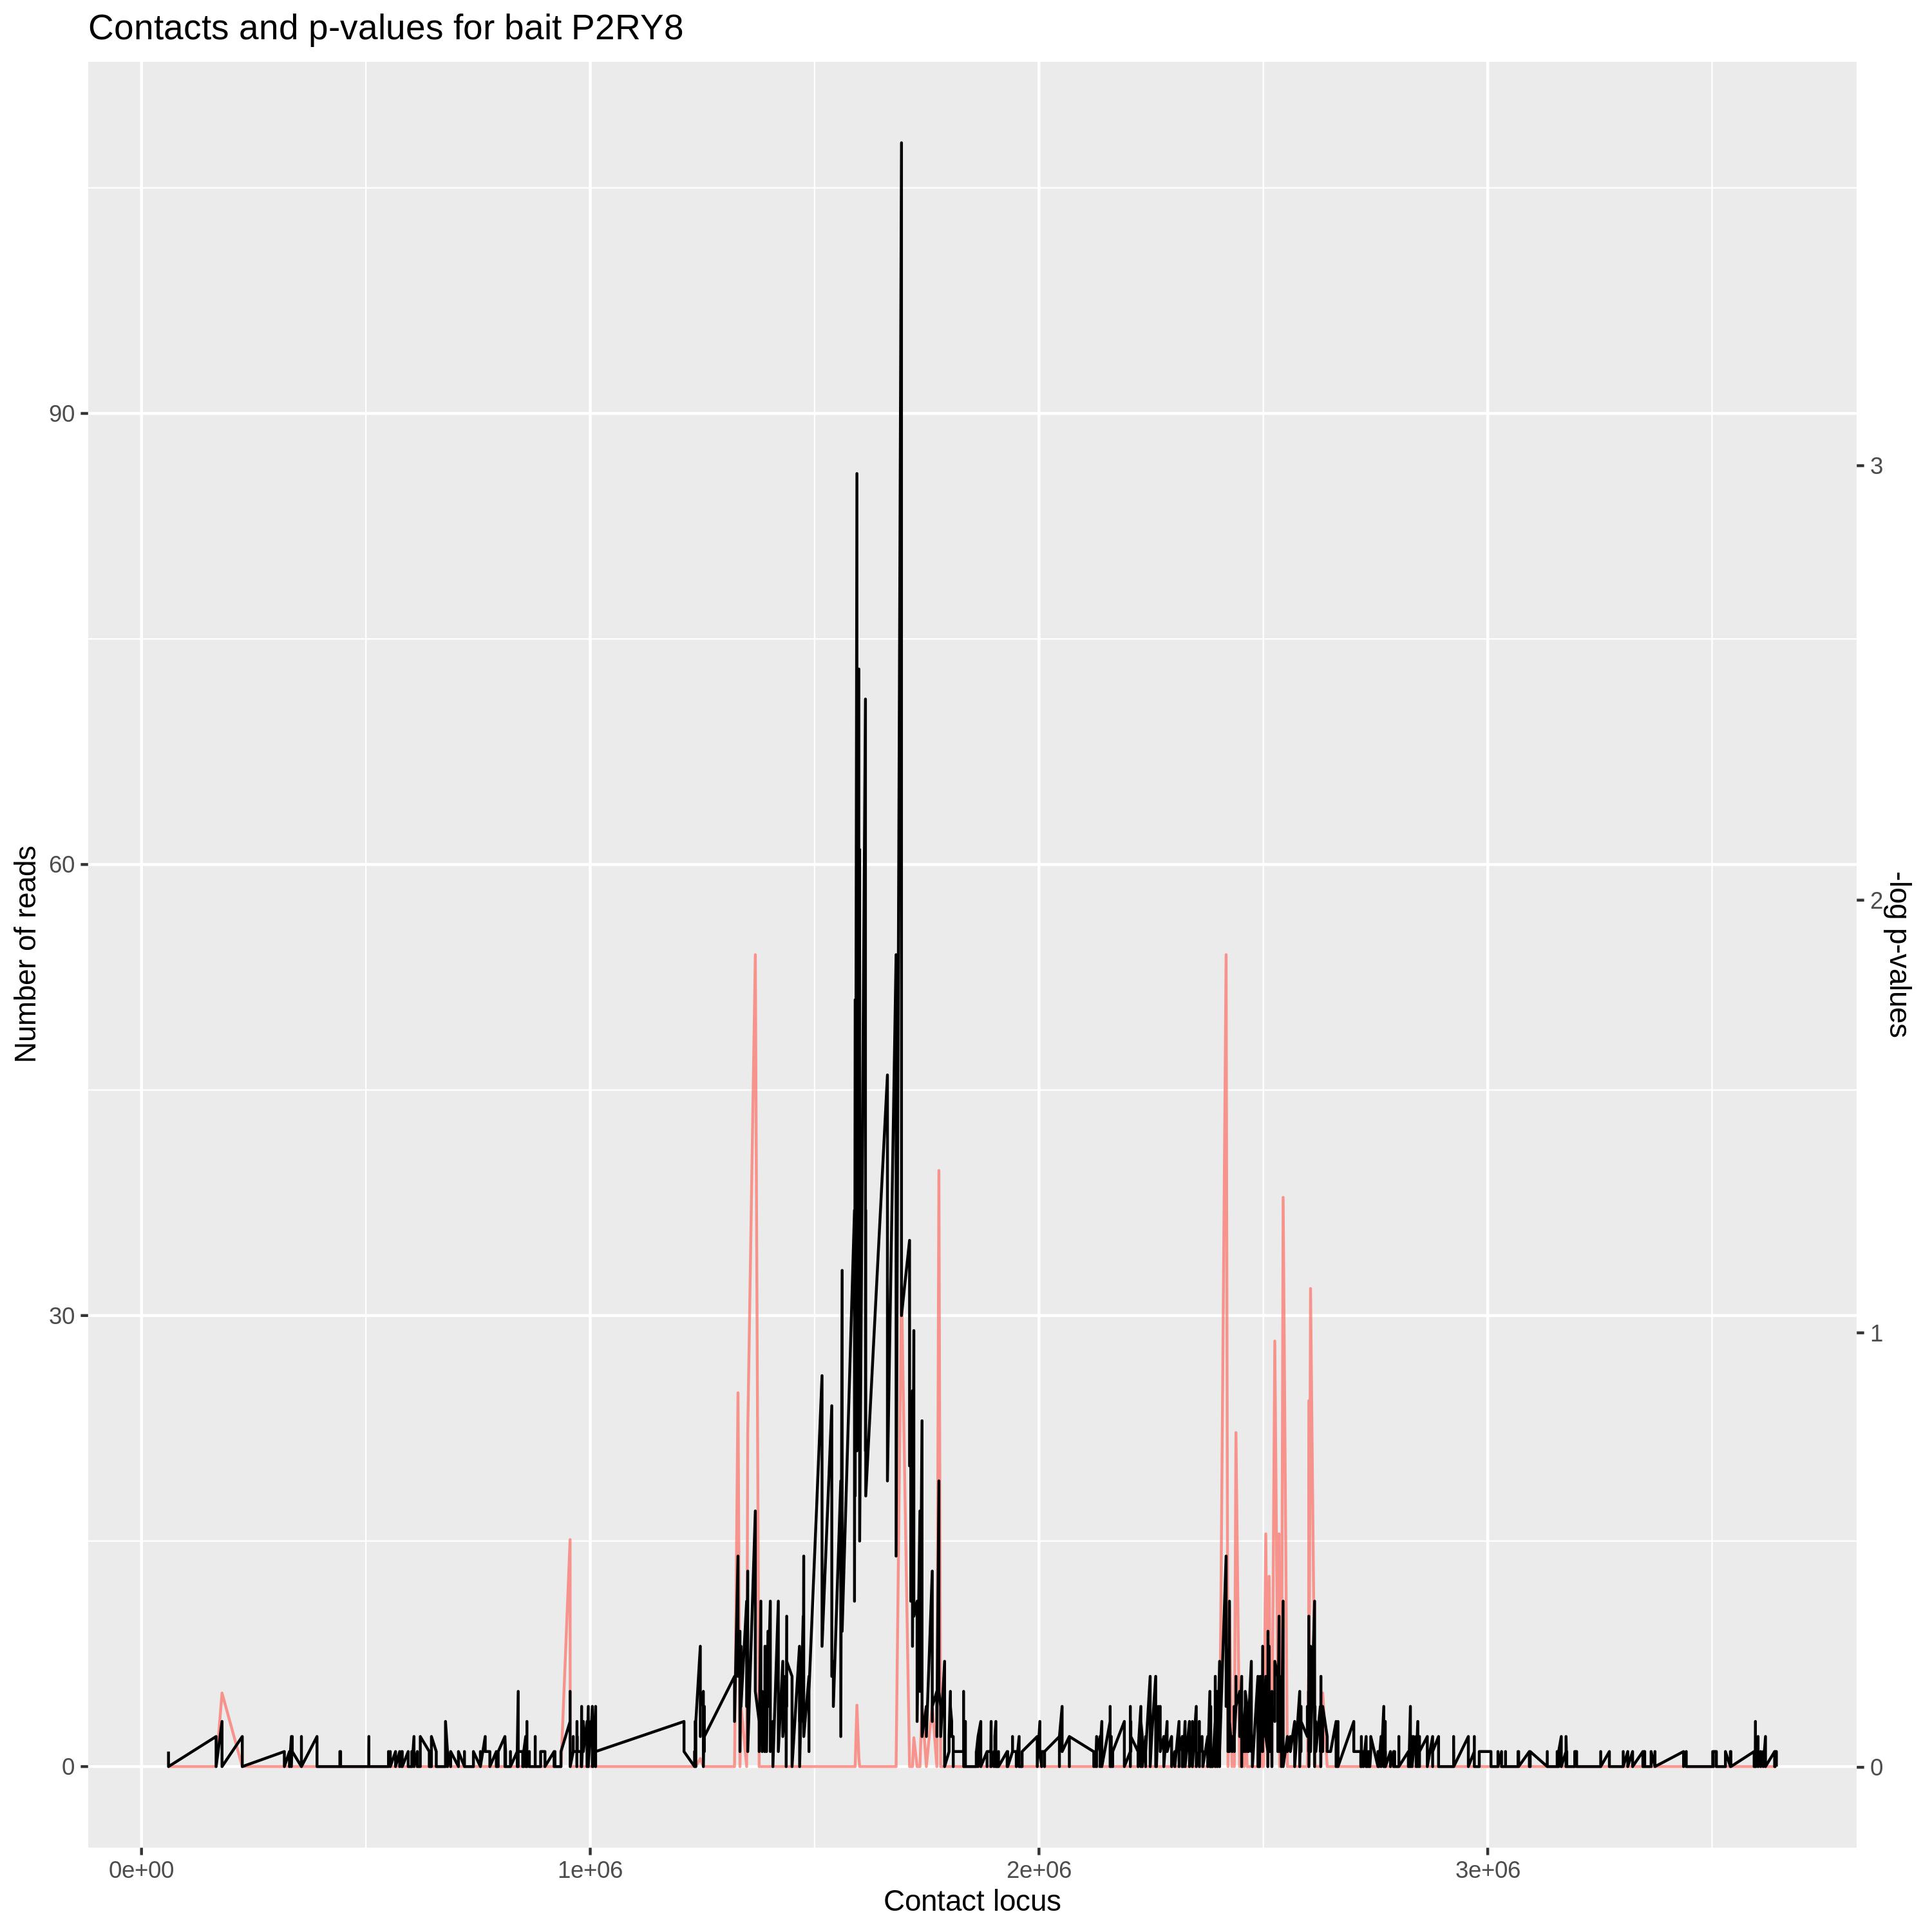 Contacts and p-values for bait P2RY8
Number of reads
90
60
30
0
3
2
1
0
-log p-values
0e+00 1e+06 2e+06 3e+06
Contact locus